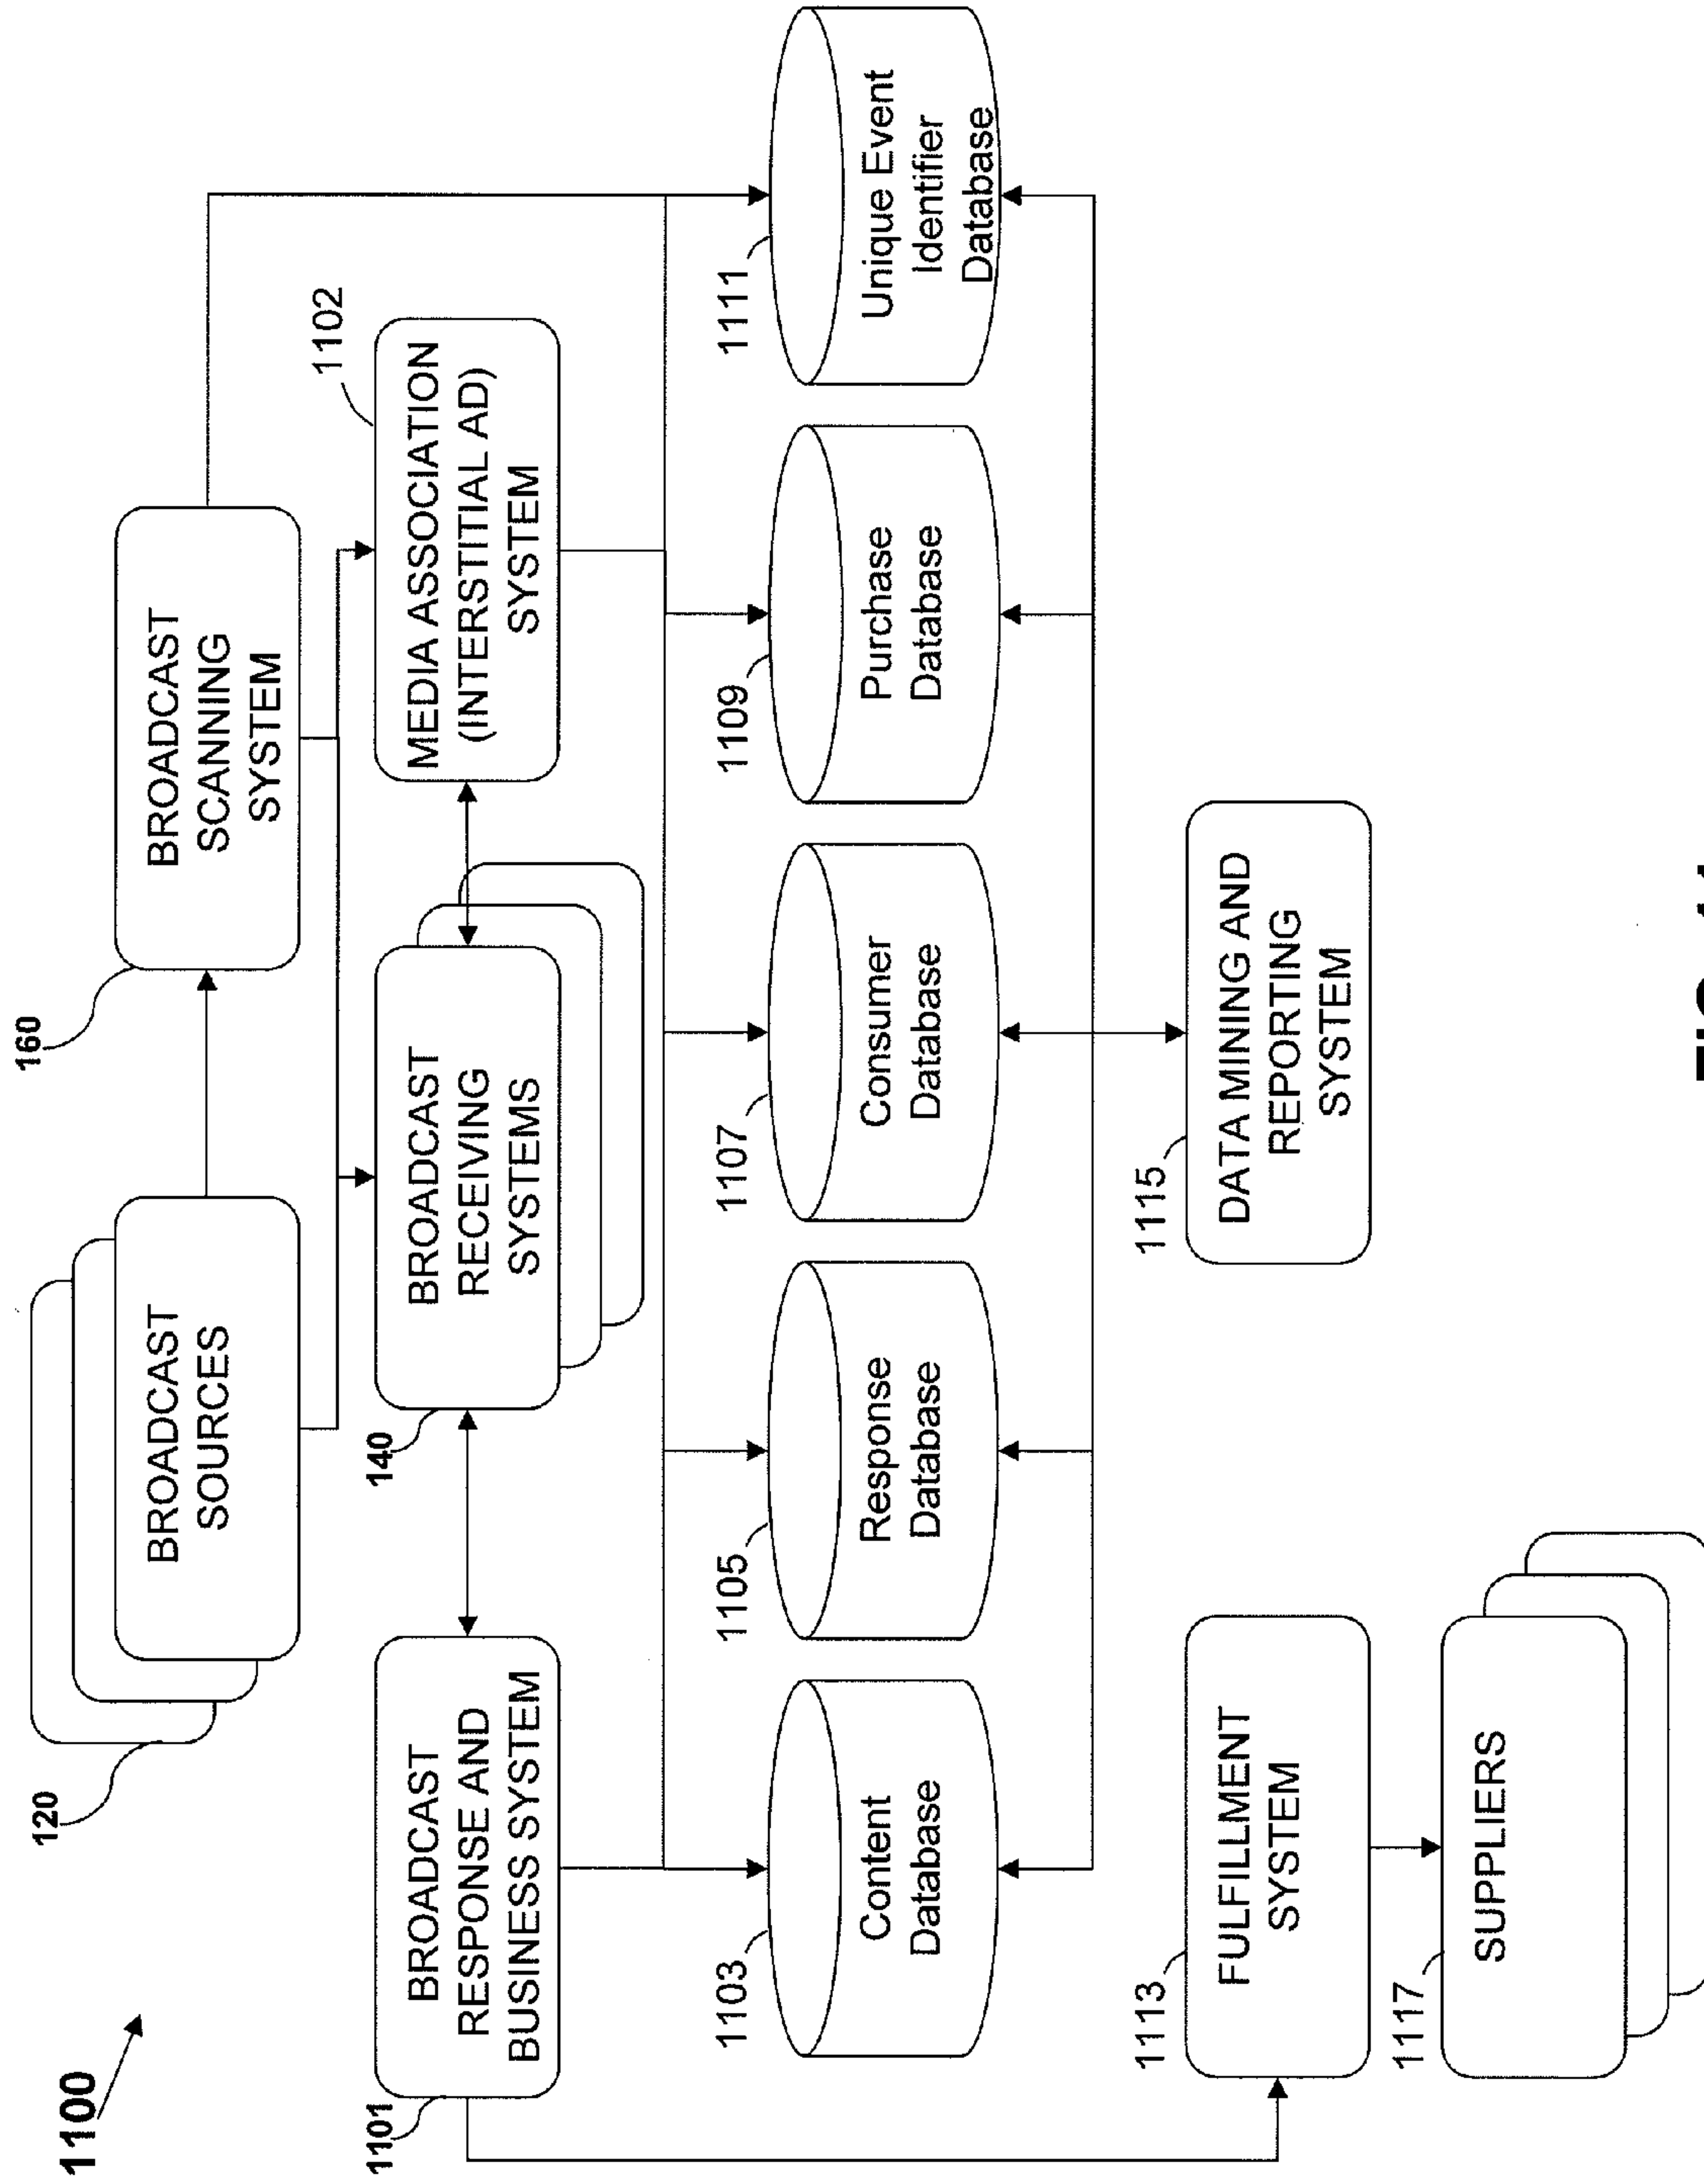 1100
120
BROADCAST
SOURCES
160
BROADCAST
SCANNING
SYSTEM
1101
BROADCAST
RESPONSE AND
BUSINESS SYSTEM
140
BROADCAST
RECEIVING
SYSTEMS
1102
MEDIA ASSOCIATION
(INTERSTITIAL AD)
SYSTEM
1103
Content
Database
1105
Response
Database
1107
Consumer
Database
1109
Purchase
Database
1111
Unique Event
Identifier
Database
1113
FULFILLMENT
SYSTEM
1115
DATA MINING AND
REPORTING
SYSTEM
1117
SUPPLIERS